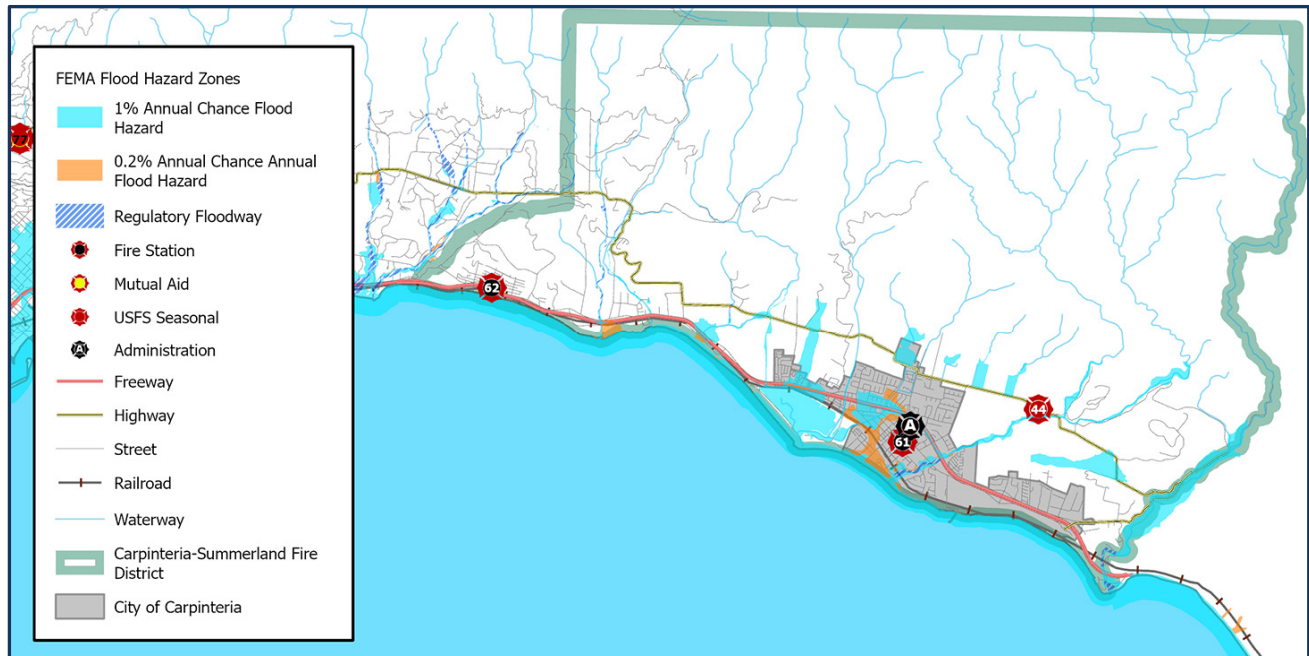 FEMA Flood Hazard Zones
1% Annual Chance Flood
Hazard
0.2% Annual Chance Annual
Flood Hazard
Regulatory Floodway
Fire Station
Mutual Aid
USFS Seasonal
A
Administration
Freeway
Highway
Street
Railroad
Waterway
Carpinteria-Summerland Fire
District
City of Carpinteria
77
62
44
A
61